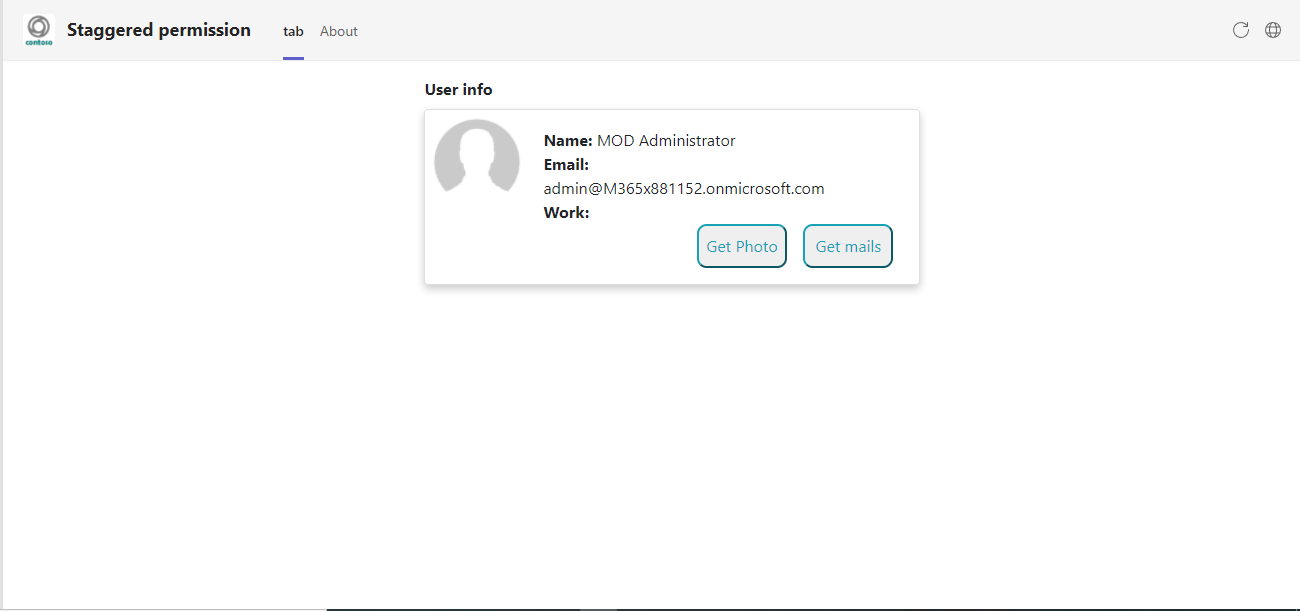 contoso
Staggered permission
tab
About
User info
Name: MOD Administrator
Email:
admin@M365x881152.onmicrosoft.com
Work:
Get Photo
Get mails